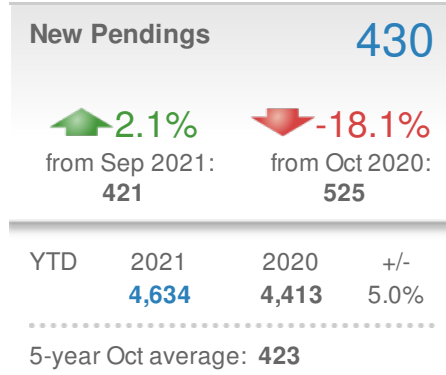 New Pendings 430
2.1% -18.1%
from Sep 2021: from Oct 2020:
421 525
YTD 2021 2020 +/-
4,634 4,413 5.0%
5-year Oct average: 423